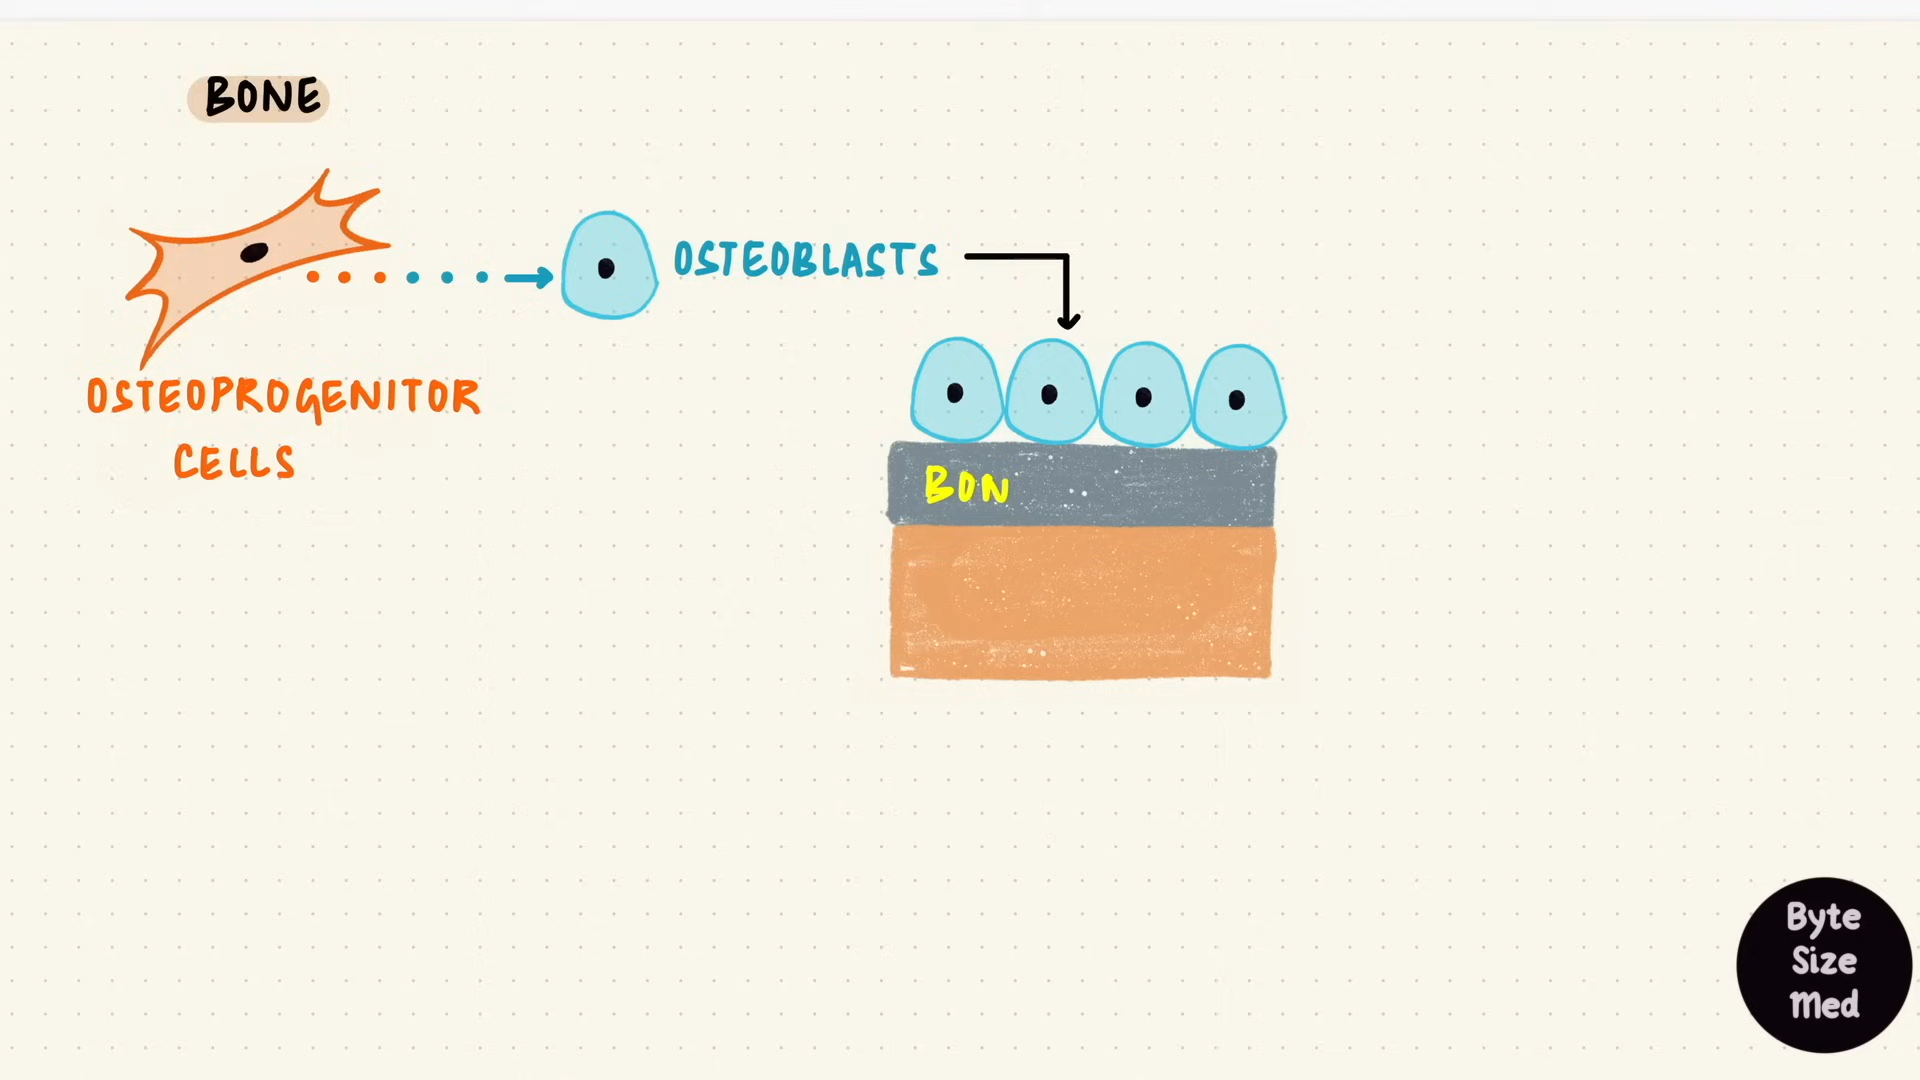 BONE
OSTEOBLASTS
OSTEOPROGENITOR
CELLS
BON
Byte
Size
Med